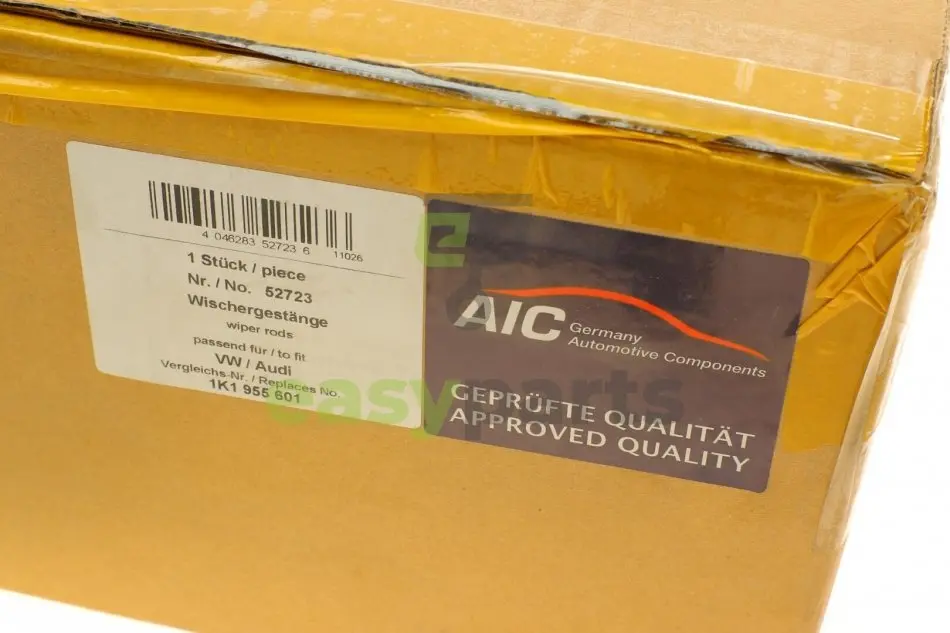 4 046283 52723 6
11026
1 Stück / piece
Nr. / No. 52723
Wischergestänge
wiper rods
passend für / to fit
VW / Audi
Vergleichs-Nr. / Replaces No.
1K1 955 601
AIC Germany
Automotive Components
GEPRÜFTE QUALITÄT
APPROVED QUALITY
easyparts